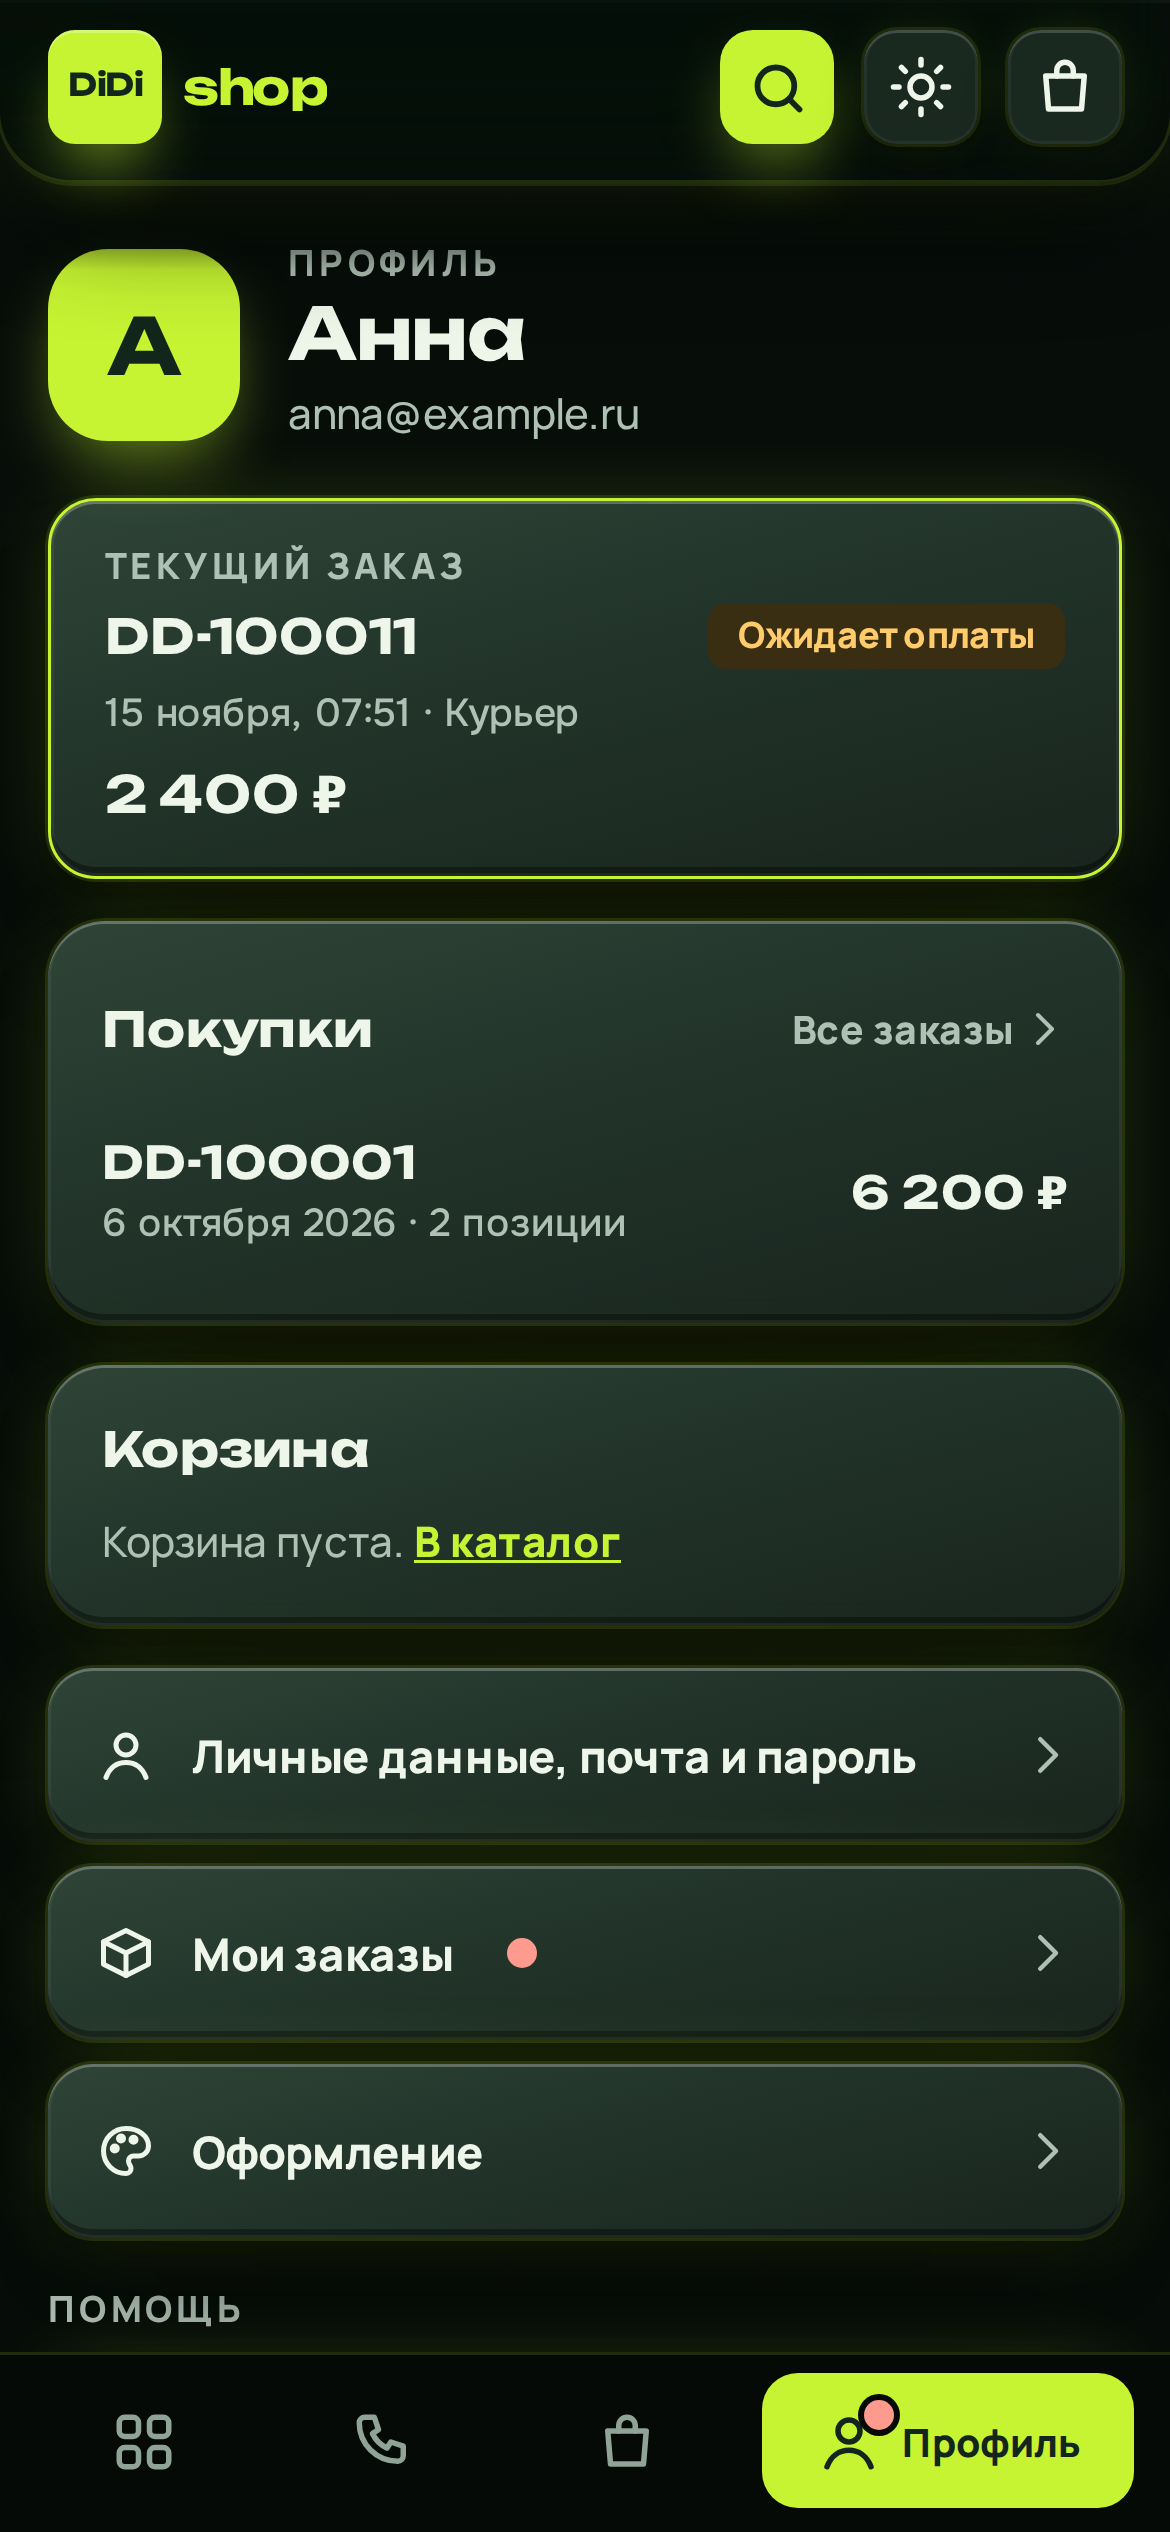 DiDi shop
ПРОФИЛЬ
А
Анна
anna@example.ru
ТЕКУЩИЙ ЗАКАЗ
DD-100011
Ожидает оплаты
15 ноября, 07:51 · Курьер
2 400 ₽
Покупки
Все заказы
DD-100001
6 200 ₽
6 октября 2026 · 2 позиции
Корзина
Корзина пуста. В каталог
Личные данные, почта и пароль
Мои заказы
Оформление
ПОМОЩЬ
Профиль